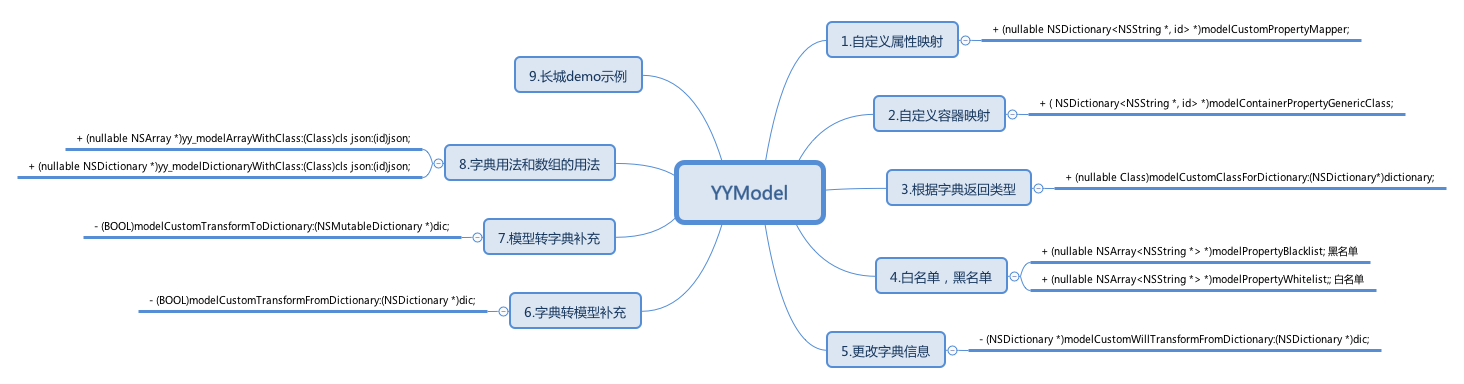 YYModel
1.自定义属性映射
+ (nullable NSDictionary<NSString *, id> *)modelCustomPropertyMapper;
2.自定义容器映射
+ ( NSDictionary<NSString *, id> *)modelContainerPropertyGenericClass;
3.根据字典返回类型
+ (nullable Class)modelCustomClassForDictionary:(NSDictionary*)dictionary;
4.白名单，黑名单
+ (nullable NSArray<NSString *> *)modelPropertyBlacklist; 黑名单
+ (nullable NSArray<NSString *> *)modelPropertyWhitelist;; 白名单
5.更改字典信息
- (NSDictionary *)modelCustomWillTransformFromDictionary:(NSDictionary *)dic;
6.字典转模型补充
- (BOOL)modelCustomTransformFromDictionary:(NSDictionary *)dic;
7.模型转字典补充
- (BOOL)modelCustomTransformToDictionary:(NSMutableDictionary *)dic;
8.字典用法和数组的用法
+ (nullable NSArray *)yy_modelArrayWithClass:(Class)cls json:(id)json;
+ (nullable NSDictionary *)yy_modelDictionaryWithClass:(Class)cls json:(id)json;
9.长城demo示例